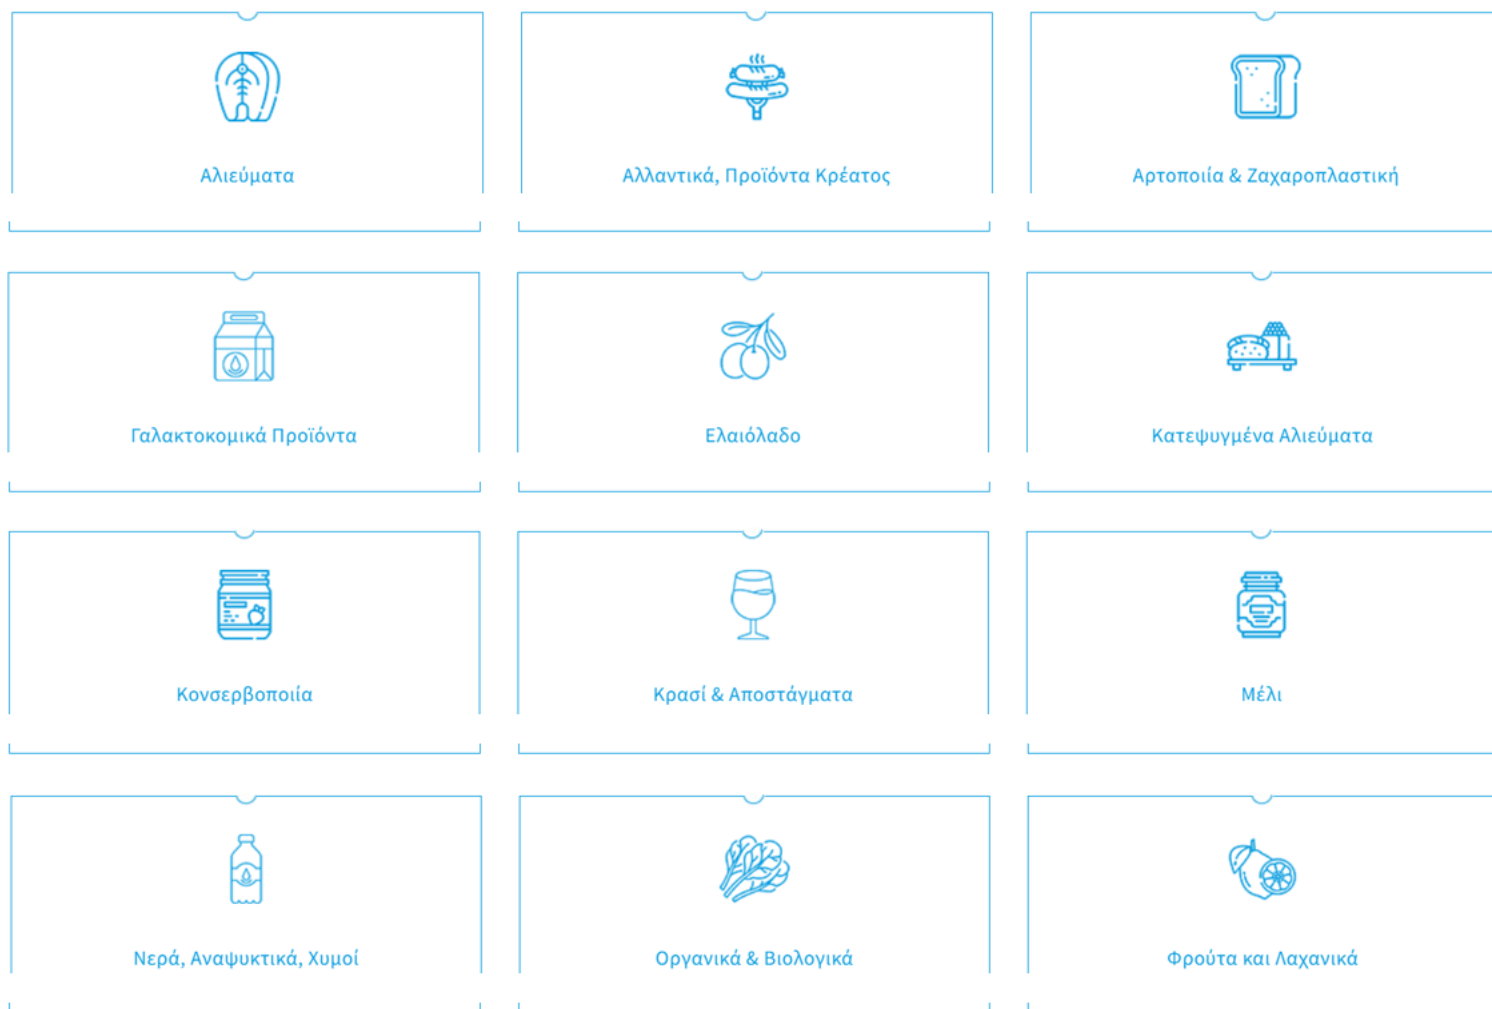 Αλιεύματα
Αλλαντικά, Προϊόντα Κρέατος
Αρτοποιία & Ζαχαροπλαστική
Γαλακτοκομικά Προϊόντα
Ελαιόλαδο
Κατεψυγμένα Αλιεύματα
Κονσερβοποιία
Κρασί & Αποστάγματα
Μέλι
Νερά, Αναψυκτικά, Χυμοί
Οργανικά & Βιολογικά
Φρούτα και Λαχανικά